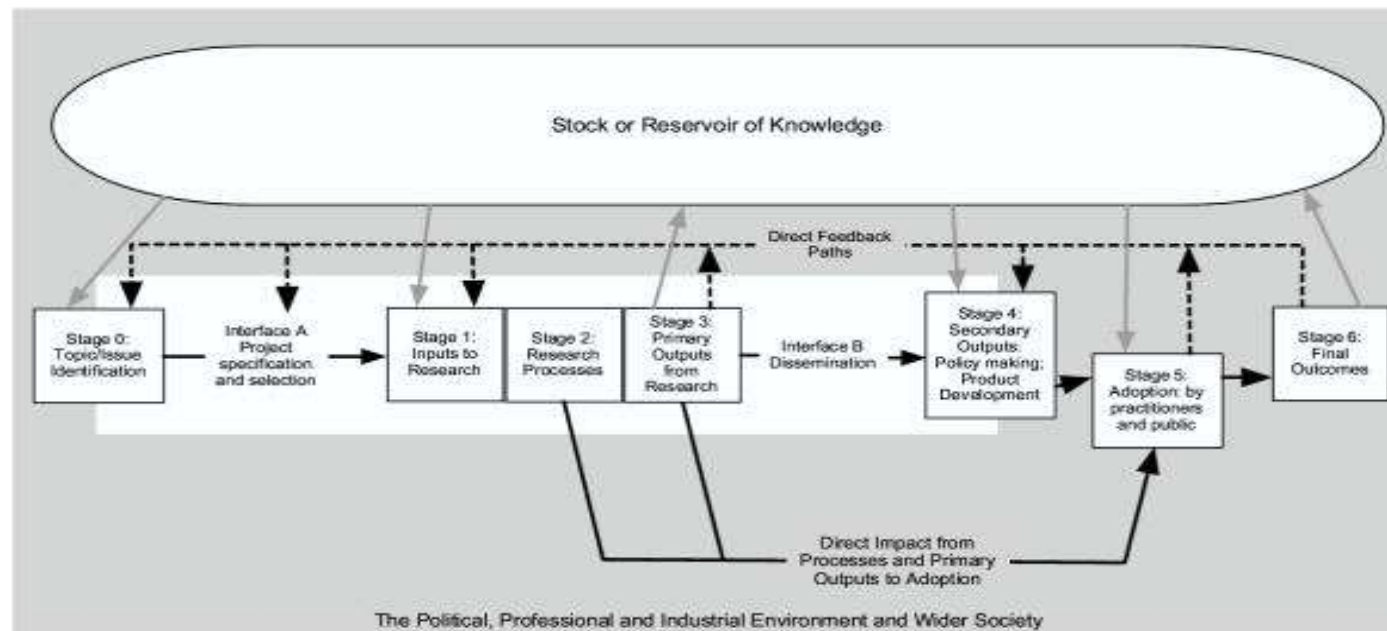 Stock or Reservoir of Knowledge
Direct Feedback
Paths
Stage 0:
Topic/Issue
Identification
Interface A
Project
specification
and selection
Stage 1:
Inputs to
Research
Stage 2:
Research
Processes
Stage 3:
Primary
Outputs
from
Research
Interface B
Dissemination
Stage 4:
Secondary
Outputs:
Policy making;
Product
Development
Stage 5:
Adoption: by
practitioners
and public
Stage 6:
Final
Outcomes
Direct Impact from
Processes and Primary
Outputs to Adoption
The Political, Professional and Industrial Environment and Wider Society